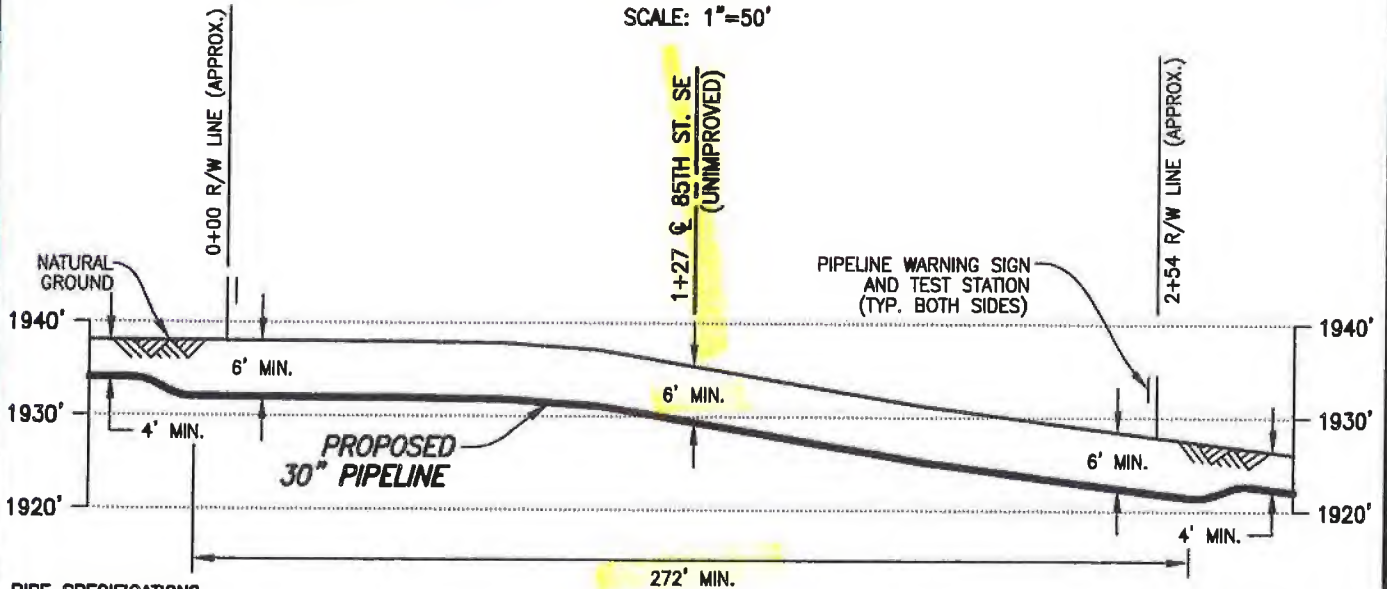 SCALE: 1"=50'
0+00 R/W LINE (APPROX.)
1+27 ℄ 85TH ST. SE
(UNIMPROVED)
2+54 R/W LINE (APPROX.)
NATURAL
GROUND
PIPELINE WARNING SIGN
AND TEST STATION
(TYP. BOTH SIDES)
1940'
1940'
6' MIN.
6' MIN.
1930'
1930'
4' MIN.
PROPOSED
30" PIPELINE
6' MIN.
1920'
1920'
4' MIN.
272' MIN.
PIPE SPECIFICATIONS